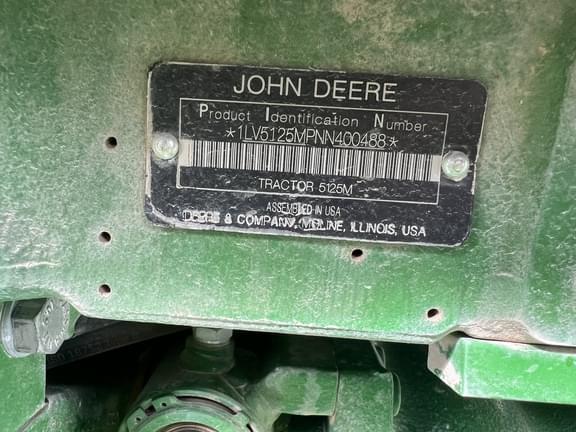 JOHN DEERE
Product Identification Number
*1LV5125MPNN400488*
TRACTOR 5125M
ASSEMBLED IN USA
DEERE & COMPANY, MOLINE, ILLINOIS, USA